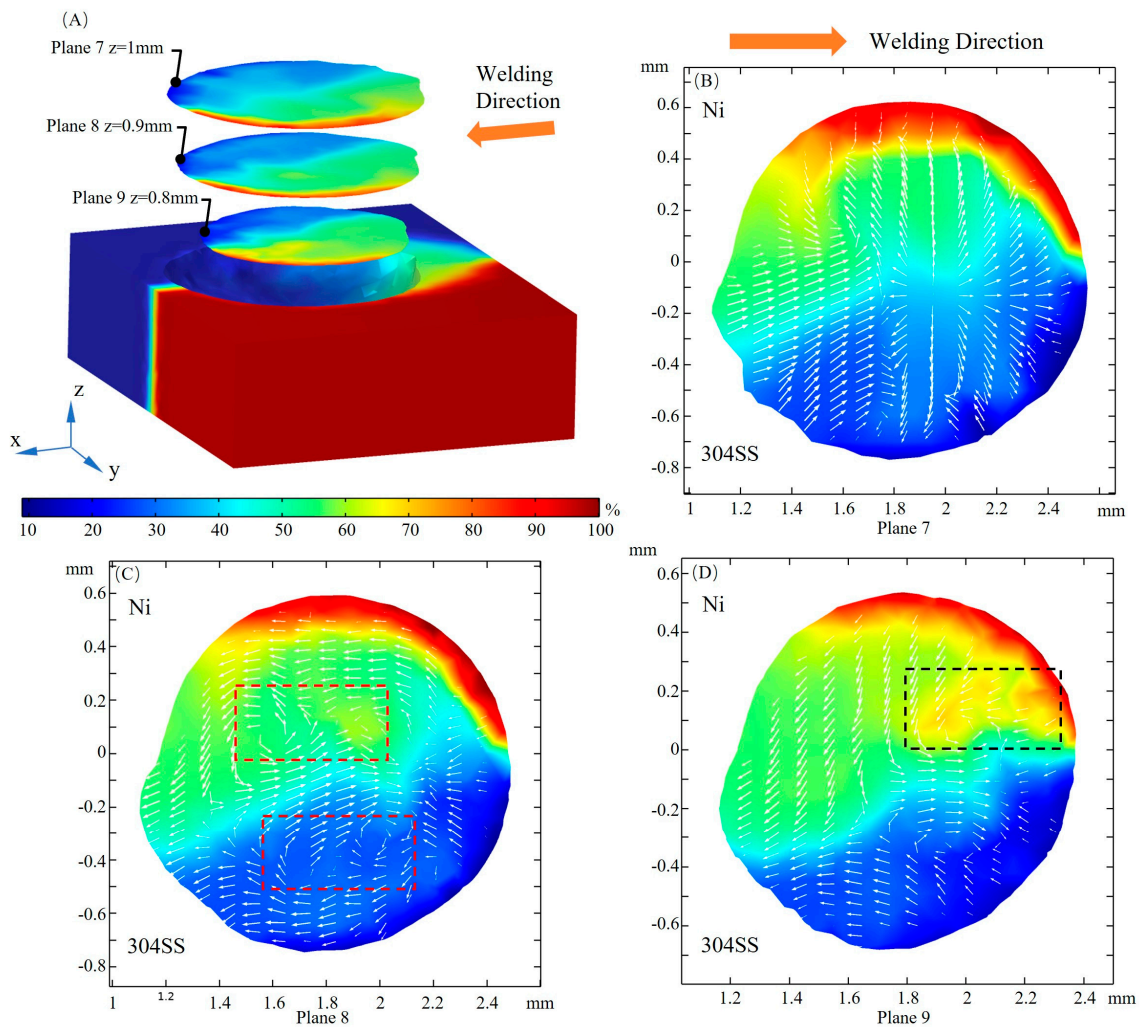 (A)
Plane 7 z=1mm
Plane 8 z=0.9mm
Plane 9 z=0.8mm
Welding
Direction
z
x
y
10 20 30 40 50 60 70 80 90 100 %
Welding Direction
mm
(B)
Ni
0.6
0.4
0.2
0
-0.2
-0.4
-0.6
-0.8
304SS
1 1.2 1.4 1.6 1.8 2 2.2 2.4 mm
Plane 7
mm
(C)
Ni
0.6
0.4
0.2
0
-0.2
-0.4
-0.6
-0.8
304SS
1 1.2 1.4 1.6 1.8 2 2.2 2.4 mm
Plane 8
mm
(D)
Ni
0.6
0.4
0.2
0
-0.2
-0.4
-0.6
-0.8
304SS
1.2 1.4 1.6 1.8 2 2.2 2.4 mm
Plane 9